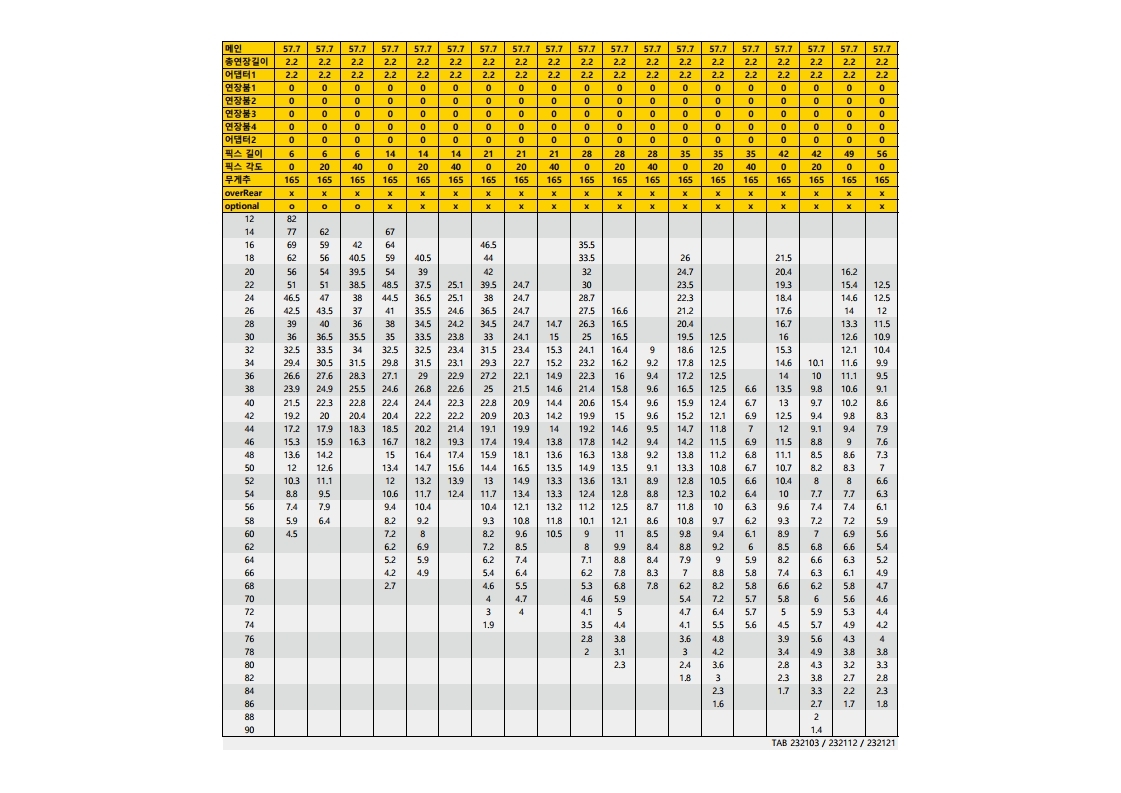 메인 57.7 57.7 57.7 57.7 57.7 57.7 57.7 57.7 57.7 57.7 57.7 57.7 57.7 57.7 57.7 57.7 57.7 57.7 57.7
총연장길이 2.2 2.2 2.2 2.2 2.2 2.2 2.2 2.2 2.2 2.2 2.2 2.2 2.2 2.2 2.2 2.2 2.2 2.2 2.2
어댑터1 2.2 2.2 2.2 2.2 2.2 2.2 2.2 2.2 2.2 2.2 2.2 2.2 2.2 2.2 2.2 2.2 2.2 2.2 2.2
연장붐1 0 0 0 0 0 0 0 0 0 0 0 0 0 0 0 0 0 0 0
연장붐2 0 0 0 0 0 0 0 0 0 0 0 0 0 0 0 0 0 0 0
연장붐3 0 0 0 0 0 0 0 0 0 0 0 0 0 0 0 0 0 0 0
연장붐4 0 0 0 0 0 0 0 0 0 0 0 0 0 0 0 0 0 0 0
어댑터2 0 0 0 0 0 0 0 0 0 0 0 0 0 0 0 0 0 0 0
픽스 길이 6 6 6 14 14 14 21 21 21 28 28 28 35 35 35 42 42 49 56
픽스 각도 0 20 40 0 20 40 0 20 40 0 20 40 0 20 40 0 20 0 0
무게추 165 165 165 165 165 165 165 165 165 165 165 165 165 165 165 165 165 165 165
overRear x x x x x x x x x x x x x x x x x x x
optional o o o x x x x x x x x x x x x x x x x
12 82
14 77 62 67
16 69 59 42 64 46.5 35.5
18 62 56 40.5 59 40.5 44 33.5 26 21.5
20 56 54 39.5 54 39 42 32 24.7 20.4 16.2
22 51 51 38.5 48.5 37.5 25.1 39.5 24.7 30 23.5 19.3 15.4 12.5
24 46.5 47 38 44.5 36.5 25.1 38 24.7 28.7 22.3 18.4 14.6 12.5
26 42.5 43.5 37 41 35.5 24.6 36.5 24.7 27.5 16.6 21.2 17.6 14 12
28 39 40 36 38 34.5 24.2 34.5 24.7 14.7 26.3 16.5 20.4 16.7 13.3 11.5
30 36 36.5 35.5 35 33.5 23.8 33 24.1 15 25 16.5 19.5 12.5 16 12.6 10.9
32 32.5 33.5 34 32.5 32.5 23.4 31.5 23.4 15.3 24.1 16.4 9 18.6 12.5 15.3 12.1 10.4
34 29.4 30.5 31.5 29.8 31.5 23.1 29.3 22.7 15.2 23.2 16.2 9.2 17.8 12.5 14.6 10.1 11.6 9.9
36 26.6 27.6 28.3 27.1 29 22.9 27.2 22.1 14.9 22.3 16 9.4 17.2 12.5 14 10 11.1 9.5
38 23.9 24.9 25.5 24.6 26.8 22.6 25 21.5 14.6 21.4 15.8 9.6 16.5 12.5 6.6 13.5 9.8 10.6 9.1
40 21.5 22.3 22.8 22.4 24.4 22.3 22.8 20.9 14.4 20.6 15.4 9.6 15.9 12.4 6.7 13 9.7 10.2 8.6
42 19.2 20 20.4 20.4 22.2 22.2 20.9 20.3 14.2 19.9 15 9.6 15.2 12.1 6.9 12.5 9.4 9.8 8.3
44 17.2 17.9 18.3 18.5 20.2 21.4 19.1 19.9 14 19.2 14.6 9.5 14.7 11.8 7 12 9.1 9.4 7.9
46 15.3 15.9 16.3 16.7 18.2 19.3 17.4 19.4 13.8 17.8 14.2 9.4 14.2 11.5 6.9 11.5 8.8 9 7.6
48 13.6 14.2 15 16.4 17.4 15.9 18.1 13.6 16.3 13.8 9.2 13.8 11.2 6.8 11.1 8.5 8.6 7.3
50 12 12.6 13.4 14.7 15.6 14.4 16.5 13.5 14.9 13.5 9.1 13.3 10.8 6.7 10.7 8.2 8.3 7
52 10.3 11.1 12 13.2 13.9 13 14.9 13.3 13.6 13.1 8.9 12.8 10.5 6.6 10.4 8 8 6.6
54 8.8 9.5 10.6 11.7 12.4 11.7 13.4 13.3 12.4 12.8 8.8 12.3 10.2 6.4 10 7.7 7.7 6.3
56 7.4 7.9 9.4 10.4 10.4 12.1 13.2 11.2 12.5 8.7 11.8 10 6.3 9.6 7.4 7.4 6.1
58 5.9 6.4 8.2 9.2 9.3 10.8 11.8 10.1 12.1 8.6 10.8 9.7 6.2 9.3 7.2 7.2 5.9
60 4.5 7.2 8 8.2 9.6 10.5 9 11 8.5 9.8 9.4 6.1 8.9 7 6.9 5.6
62 6.2 6.9 7.2 8.5 8 9.9 8.4 8.8 9.2 6 8.5 6.8 6.6 5.4
64 5.2 5.9 6.2 7.4 7.1 8.8 8.4 7.9 9 5.9 8.2 6.6 6.3 5.2
66 4.2 4.9 5.4 6.4 6.2 7.8 8.3 7 8.8 5.8 7.4 6.3 6.1 4.9
68 2.7 4.6 5.5 5.3 6.8 7.8 6.2 8.2 5.8 6.6 6.2 5.8 4.7
70 4 4.7 4.6 5.9 5.4 7.2 5.7 5.8 6 5.6 4.6
72 3 4 4.1 5 4.7 6.4 5.7 5 5.9 5.3 4.4
74 1.9 3.5 4.4 4.1 5.5 5.6 4.5 5.7 4.9 4.2
76 2.8 3.8 3.6 4.8 3.9 5.6 4.3 4
78 2 3.1 3 4.2 3.4 4.9 3.8 3.8
80 2.3 2.4 3.6 2.8 4.3 3.2 3.3
82 1.8 3 2.3 3.8 2.7 2.8
84 2.3 1.7 3.3 2.2 2.3
86 1.6 2.7 1.7 1.8
88 2
90 1.4
TAB 232103 / 232112 / 232121